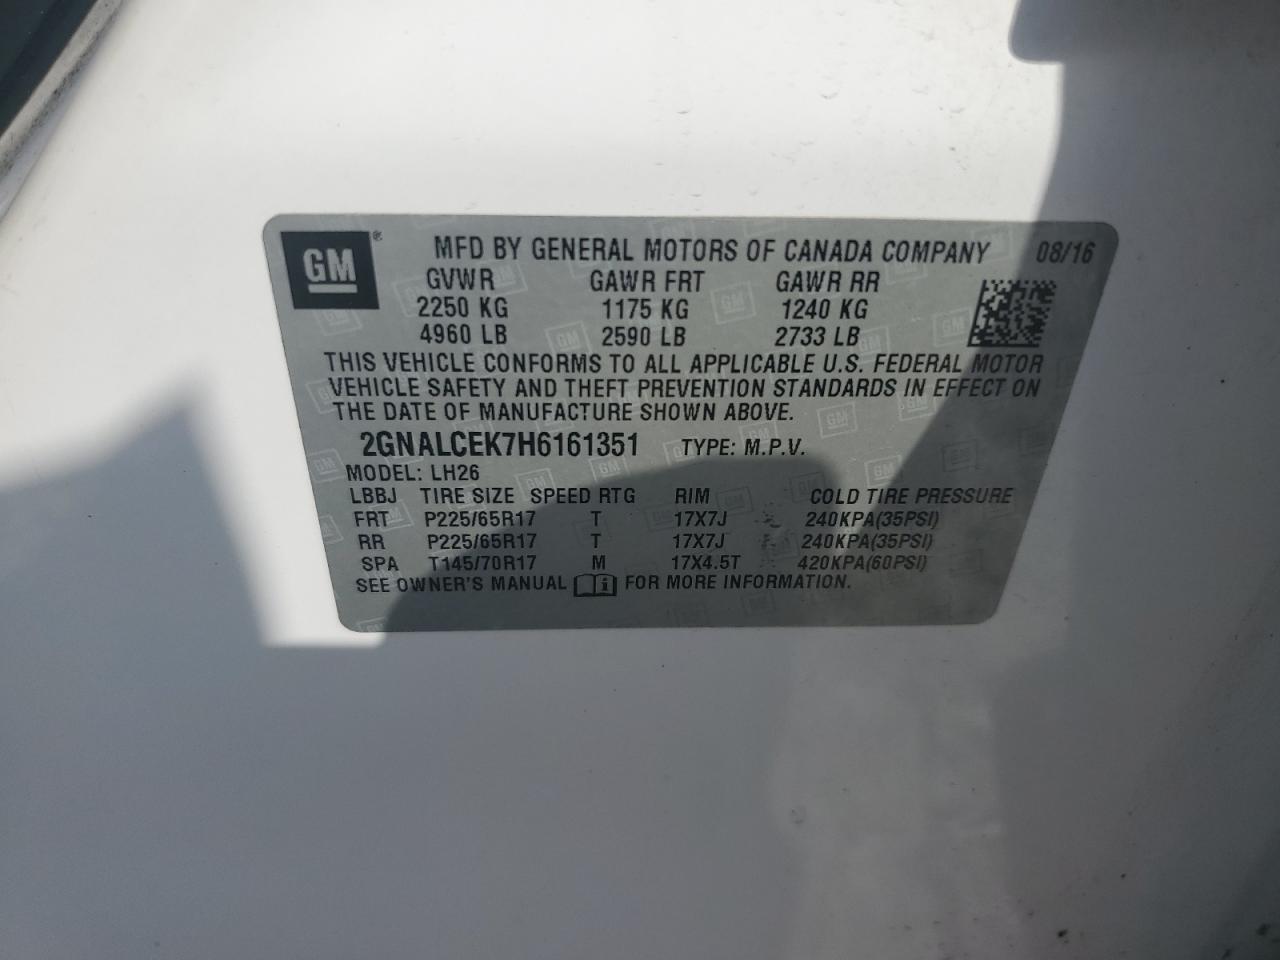 GM ® MFD BY GENERAL MOTORS OF CANADA COMPANY 08/16
GVWR GAWR FRT GAWR RR
2250 KG 1175 KG 1240 KG
4960 LB 2590 LB 2733 LB
THIS VEHICLE CONFORMS TO ALL APPLICABLE U.S. FEDERAL MOTOR
VEHICLE SAFETY AND THEFT PREVENTION STANDARDS IN EFFECT ON
THE DATE OF MANUFACTURE SHOWN ABOVE.
2GNALCEK7H6161351 TYPE: M.P.V.
MODEL: LH26
LBBJ TIRE SIZE SPEED RTG RIM COLD TIRE PRESSURE
FRT P225/65R17 T 17X7J 240KPA(35PSI)
RR P225/65R17 T 17X7J 240KPA(35PSI)
SPA T145/70R17 M 17X4.5T 420KPA(60PSI)
SEE OWNER'S MANUAL i FOR MORE INFORMATION.